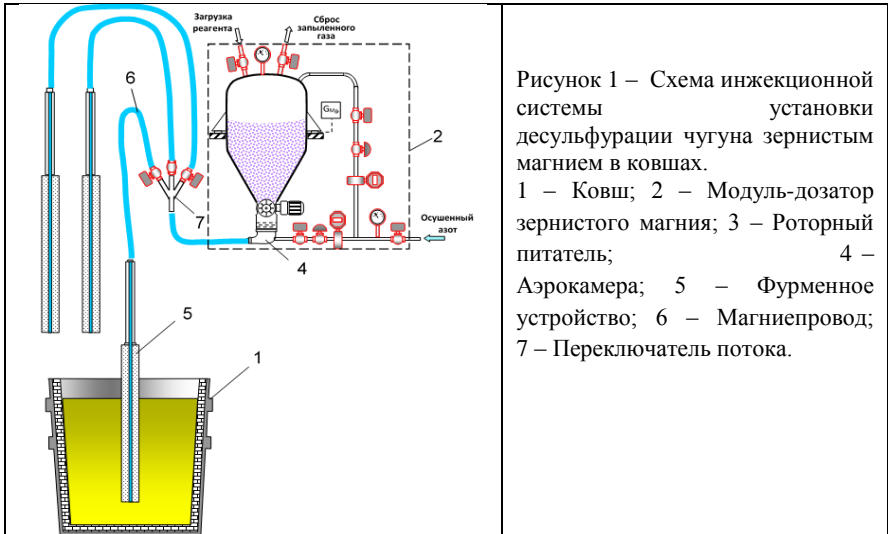 Загрузка
реагента
Сброс
запыленного
газа
6
GMg
2
7
Осушенный
азот
4
5
1
Рисунок 1 – Схема инжекционной
системы установки
десульфурации чугуна зернистым
магнием в ковшах.
1 – Ковш; 2 – Модуль-дозатор
зернистого магния; 3 – Роторный
питатель; 4 –
Аэрокамера; 5 – Фурменное
устройство; 6 – Магниепровод;
7 – Переключатель потока.